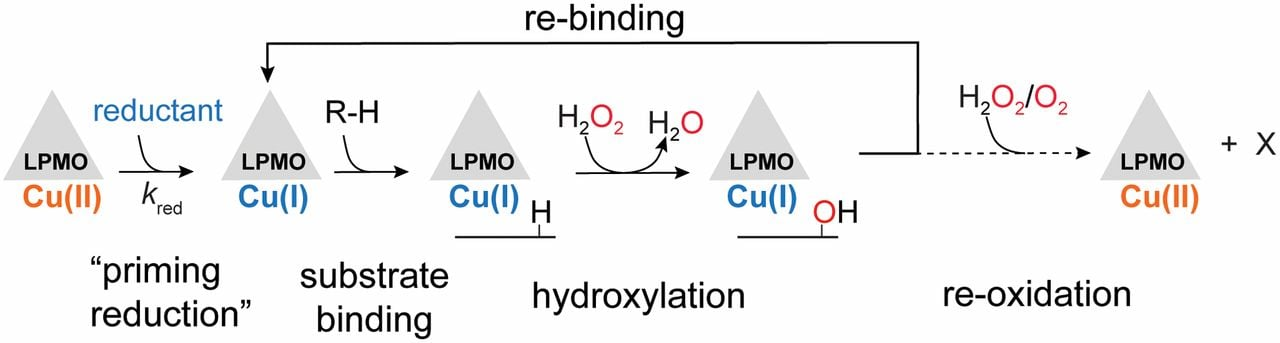 re-binding
reductant
R-H
H₂O₂
H₂O
H₂O₂/O₂
LPMO
LPMO
LPMO
LPMO
LPMO
+ X
Cu(II)
k_red
Cu(I)
Cu(I)
H
Cu(I)
OH
Cu(II)
“priming
reduction”
substrate
binding
hydroxylation
re-oxidation